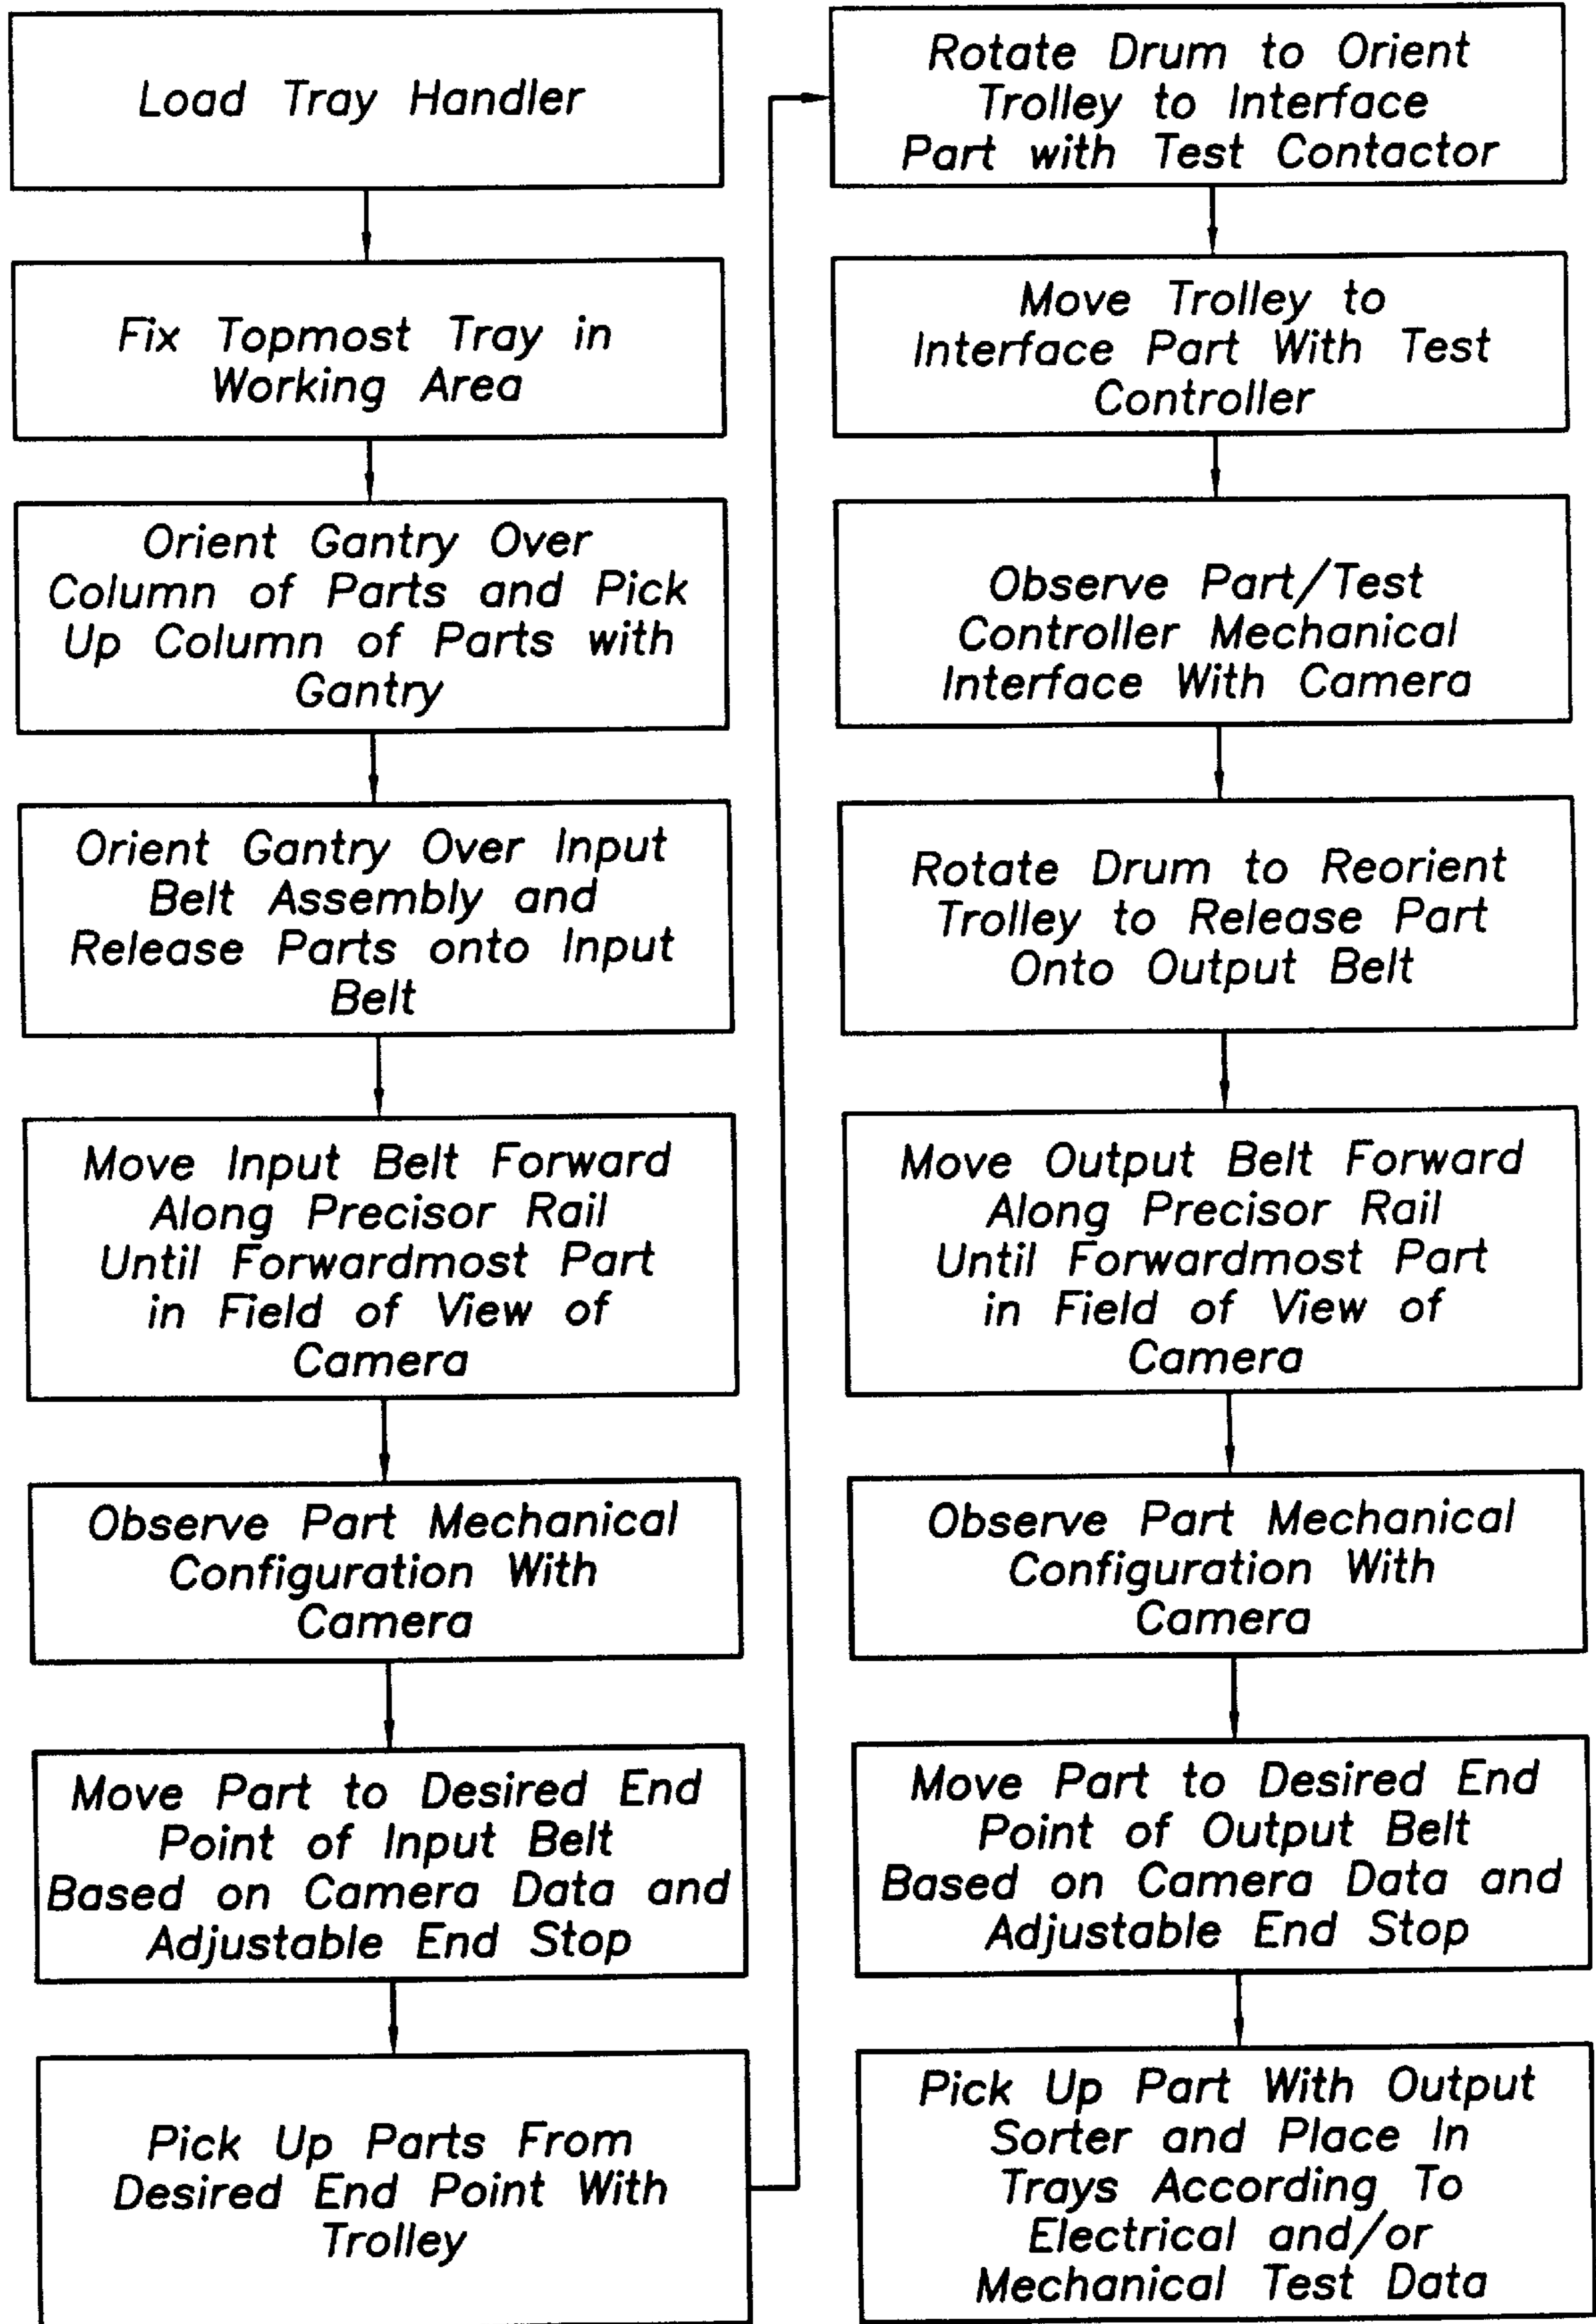 Load Tray Handler
Fix Topmost Tray in
Working Area
Orient Gantry Over
Column of Parts and Pick
Up Column of Parts with
Gantry
Orient Gantry Over Input
Belt Assembly and
Release Parts onto Input
Belt
Move Input Belt Forward
Along Precisor Rail
Until Forwardmost Part
in Field of View of
Camera
Observe Part Mechanical
Configuration With
Camera
Move Part to Desired End
Point of Input Belt
Based on Camera Data and
Adjustable End Stop
Pick Up Parts From
Desired End Point With
Trolley
Rotate Drum to Orient
Trolley to Interface
Part with Test Contactor
Move Trolley to
Interface Part With Test
Controller
Observe Part/Test
Controller Mechanical
Interface With Camera
Rotate Drum to Reorient
Trolley to Release Part
Onto Output Belt
Move Output Belt Forward
Along Precisor Rail
Until Forwardmost Part
in Field of View of
Camera
Observe Part Mechanical
Configuration With
Camera
Move Part to Desired End
Point of Output Belt
Based on Camera Data and
Adjustable End Stop
Pick Up Part With Output
Sorter and Place In
Trays According To
Electrical and/or
Mechanical Test Data